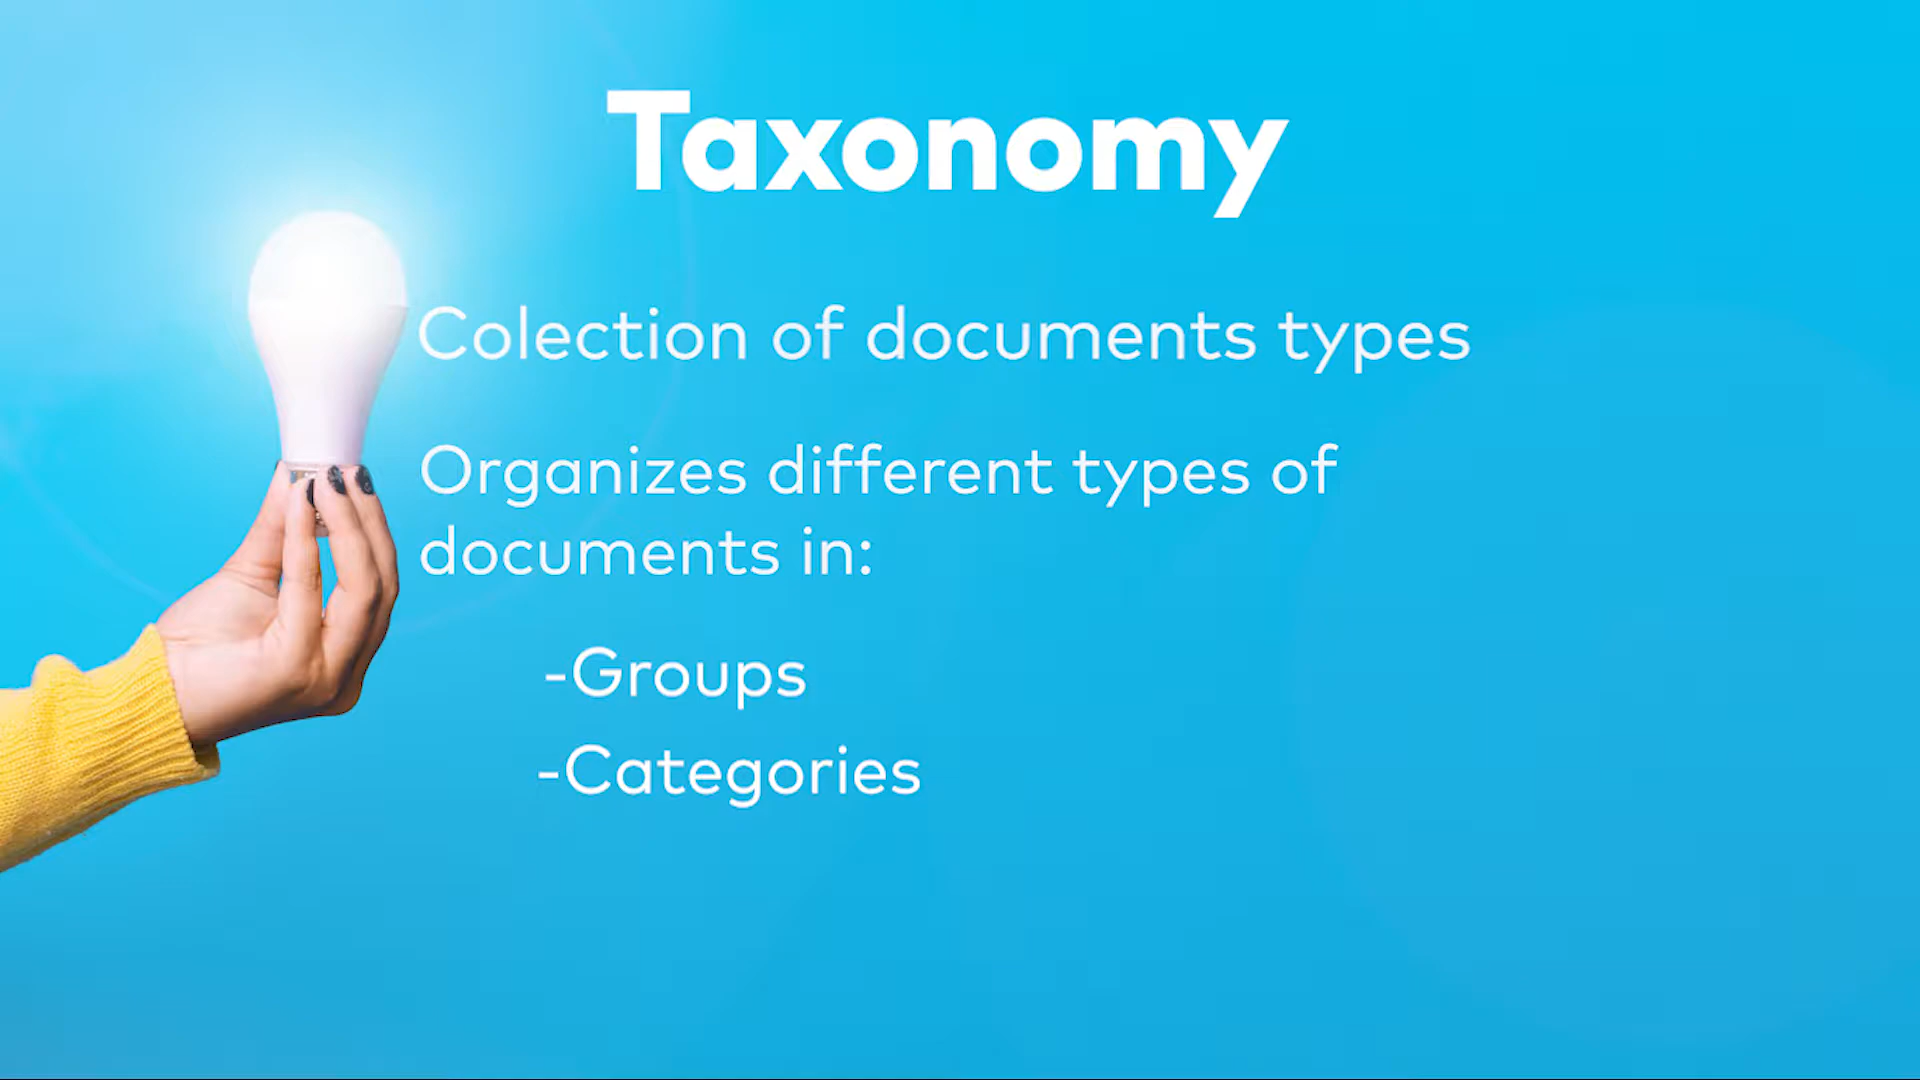 Taxonomy
Colection of documents types
Organizes different types of
documents in:
-Groups
-Categories